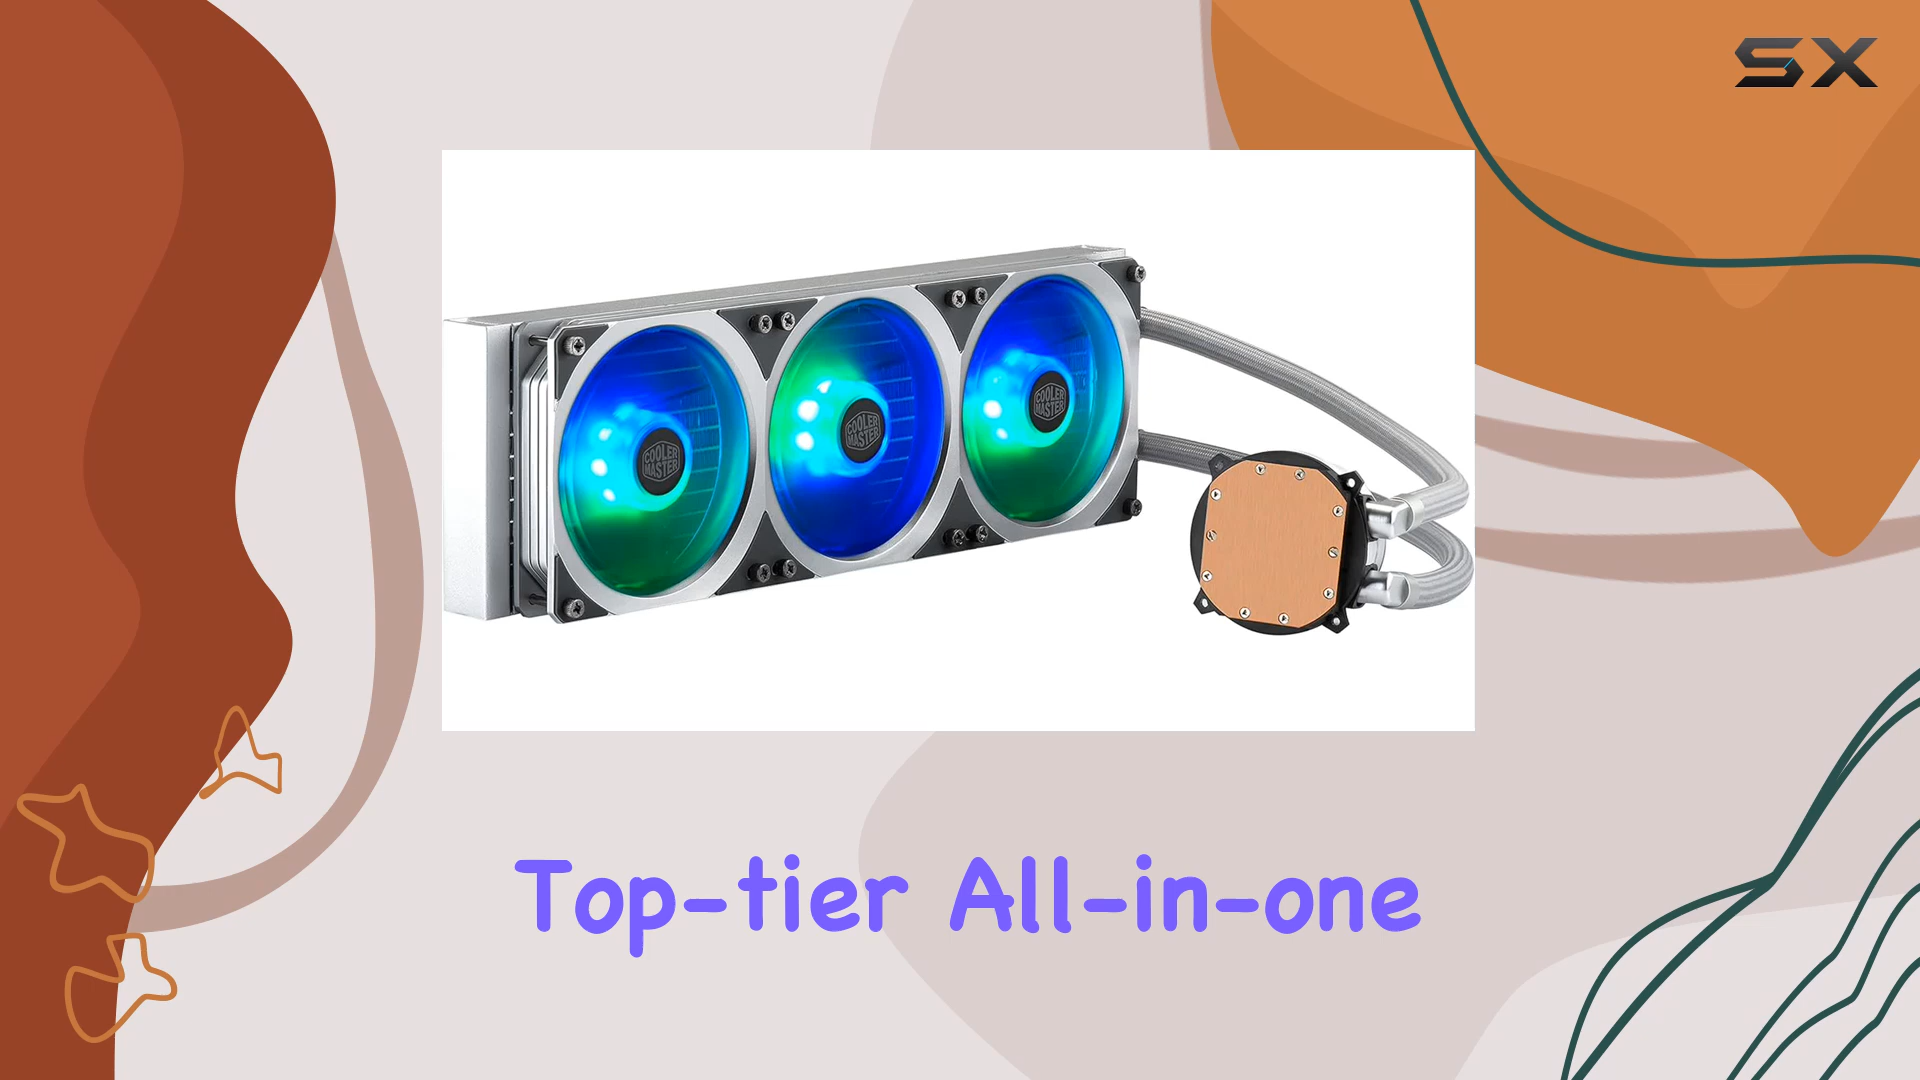 SX
COOLER
MASTER
COOLER
MASTER
COOLER
MASTER
Top-tier All-in-one